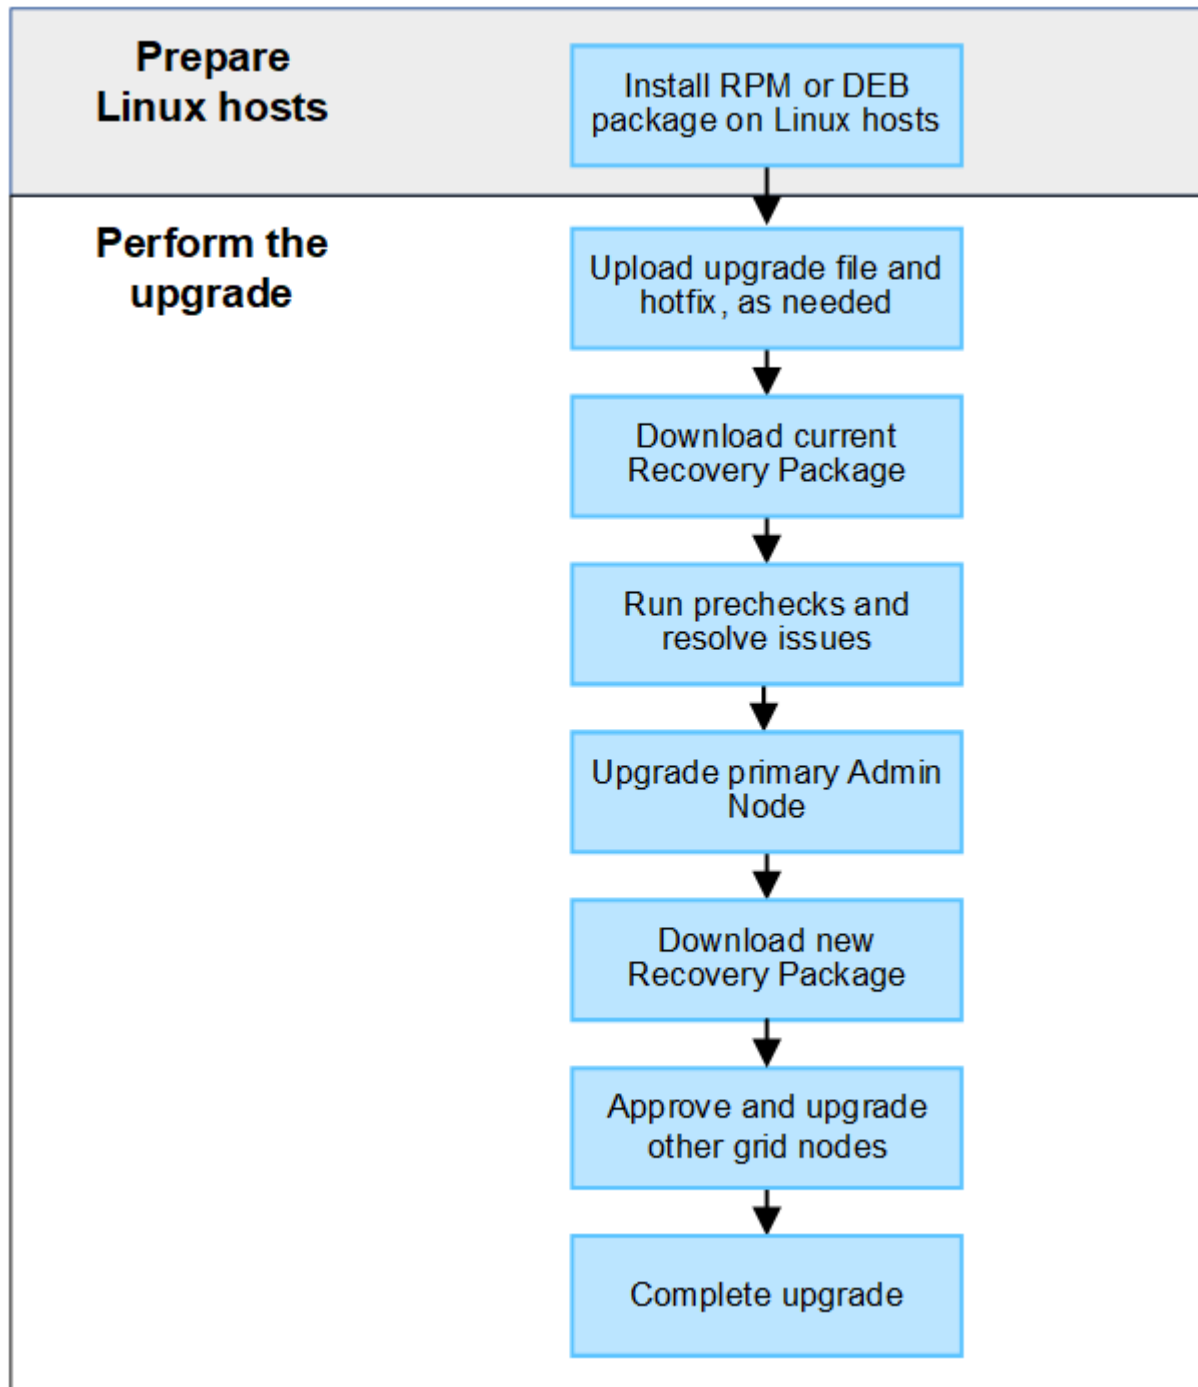 Prepare
Linux hosts
Install RPM or DEB
package on Linux hosts
Perform the
upgrade
Upload upgrade file and
hotfix, as needed
Download current
Recovery Package
Run prechecks and
resolve issues
Upgrade primary Admin
Node
Download new
Recovery Package
Approve and upgrade
other grid nodes
Complete upgrade